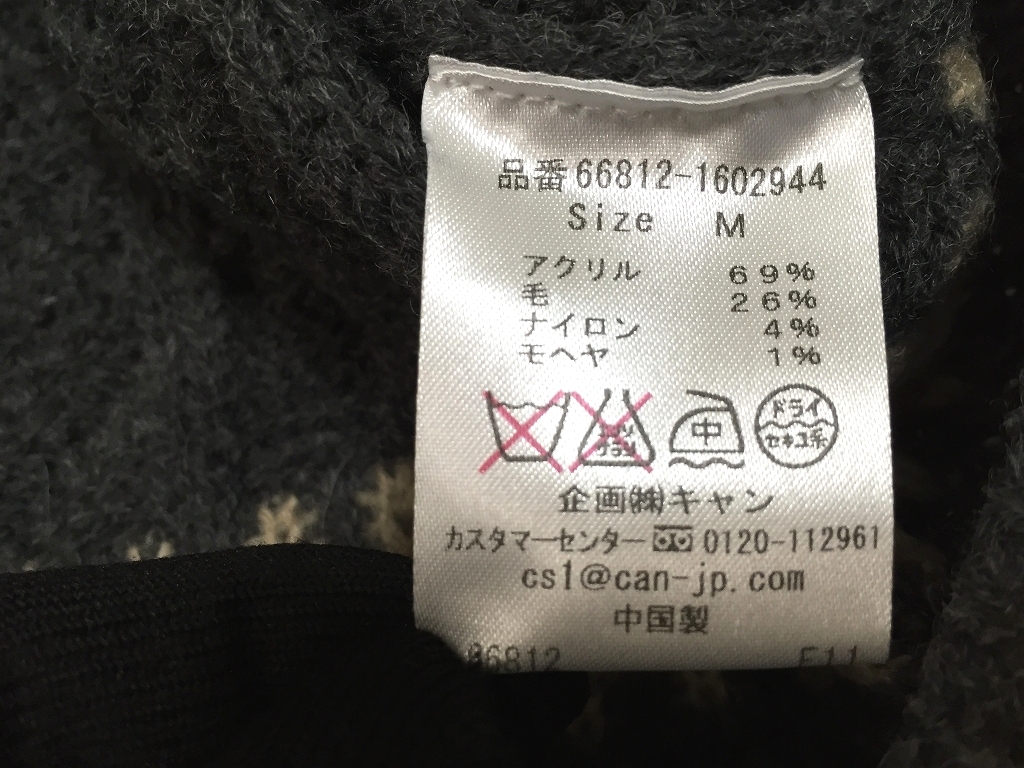 品番66812-1602944
Size M
アクリル 69%
毛 26%
ナイロン 4%
モヘヤ 1%
中 ドライ
セキユ系
企画㈱キャン
カスタマーセンター 0120-112961
cs1@can-jp.com
中国製
66812 F11